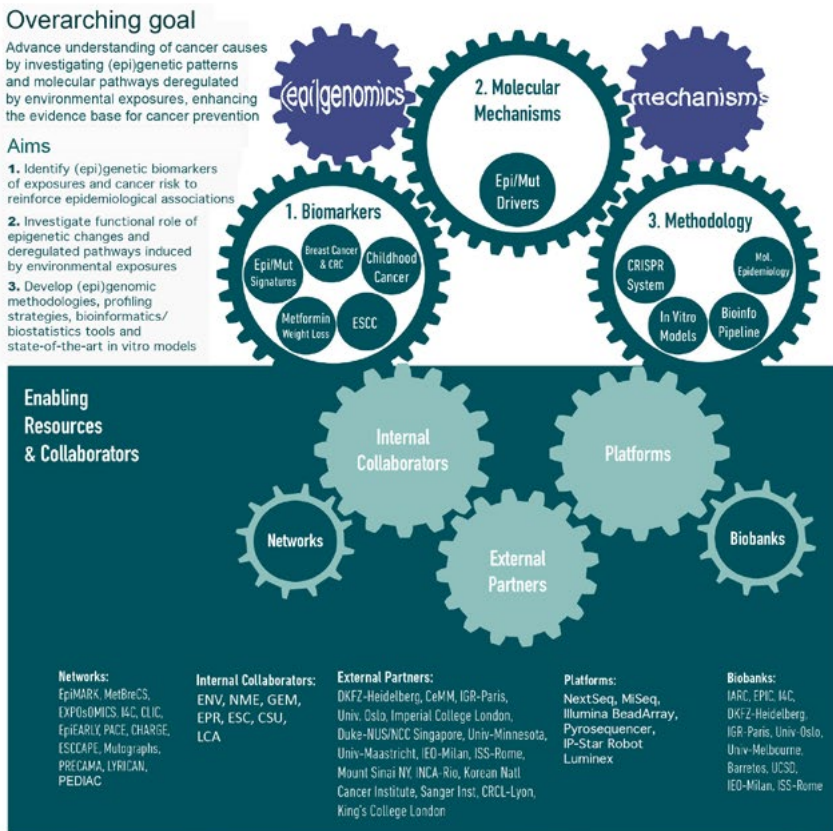 Overarching goal
Advance understanding of cancer causes
by investigating (epi)genetic patterns
and molecular pathways deregulated
by environmental exposures, enhancing
the evidence base for cancer prevention
Aims
1. Identify (epi)genetic biomarkers
of exposures and cancer risk to
reinforce epidemiological associations
2. Investigate functional role of
epigenetic changes and
deregulated pathways induced
by environmental exposures
3. Develop (epi)genomic
methodologies, profiling
strategies, bioinformatics/
biostatistics tools and
state-of-the-art in vitro models
(epi)genomics
2. Molecular
Mechanisms
Epi/Mut
Drivers
mechanisms
1. Biomarkers
Epi/Mut
Signatures
Breast Cancer
& CRC
Childhood
Cancer
Metformin
Weight Loss
ESCC
3. Methodology
CRISPR
System
Mol.
Epidemiology
In Vitro
Models
Bioinfo
Pipeline
Enabling
Resources
& Collaborators
Internal
Collaborators
Platforms
Networks
External
Partners
Biobanks
Networks:
EpiMARK, MetBreCS,
EXPOsOMICS, I4C, CLIC,
EpiEARLY, PACE, CHARGE,
ESCCAPE, Mutographs,
PRECAMA, LYRICAN,
PEDIAC
Internal Collaborators:
ENV, NME, GEM,
EPR, ESC, CSU,
LCA
External Partners:
DKFZ-Heidelberg, CeMM, IGR-Paris,
Univ. Oslo, Imperial College London,
Duke-NUS/NCC Singapore, Univ-Minnesota,
Univ-Maastricht, IEO-Milan, ISS-Rome,
Mount Sinai NY, INCA-Rio, Korean Natl
Cancer Institute, Sanger Inst, CRCL-Lyon,
King's College London
Platforms:
NextSeq, MiSeq,
Illumina BeadArray,
Pyrosequencer,
IP-Star Robot
Luminex
Biobanks:
IARC, EPIC, I4C,
DKFZ-Heidelberg,
IGR-Paris, Univ-Oslo,
Univ-Melbourne,
Barretos, UCSD,
IEO-Milan, ISS-Rome